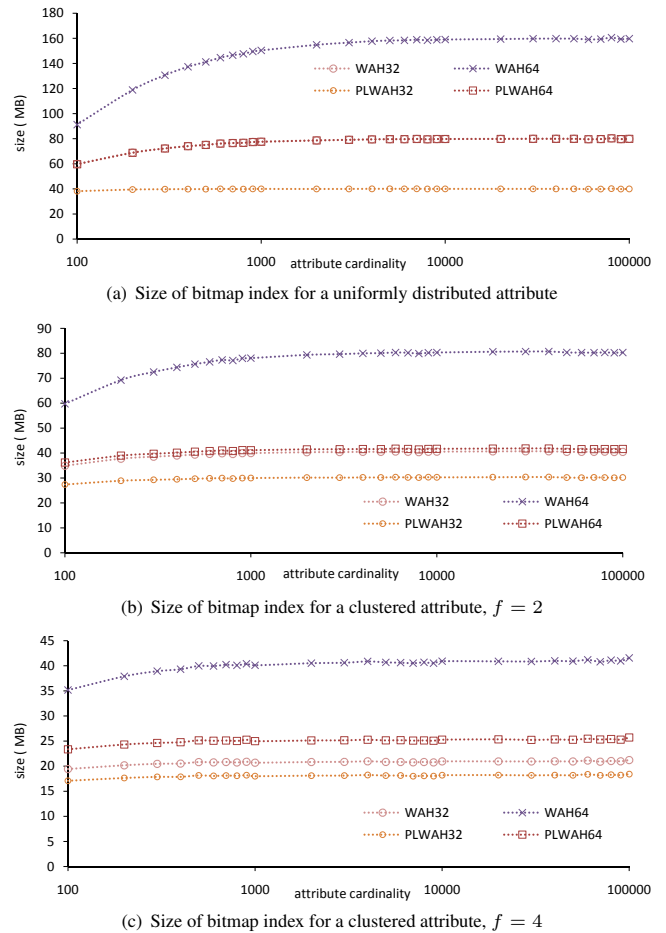 180
160
140
120
100
80
60
40
20
0
size ( MB)
WAH32
WAH64
PLWAH32
PLWAH64
100
1000
10000
100000
attribute cardinality
(a) Size of bitmap index for a uniformly distributed attribute
90
80
70
60
50
40
30
20
10
0
size ( MB)
WAH32
WAH64
PLWAH32
PLWAH64
100
1000
10000
100000
attribute cardinality
(b) Size of bitmap index for a clustered attribute, f = 2
45
40
35
30
25
20
15
10
5
0
size ( MB)
WAH32
WAH64
PLWAH32
PLWAH64
100
1000
10000
100000
attribute cardinality
(c) Size of bitmap index for a clustered attribute, f = 4